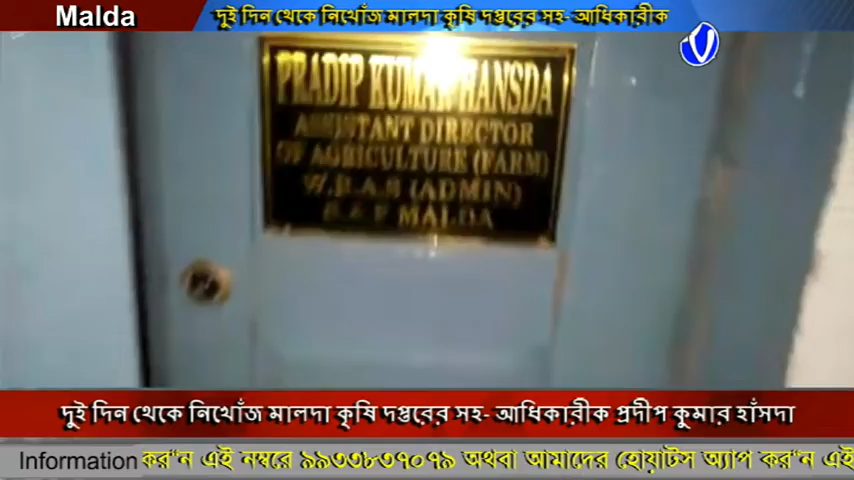 Malda
দুই দিন থেকে নিখোঁজ মালদা কৃষি দপ্তরের সহ- আধিকারীক
PRADIP KUMAR HANSDA
ASSISTANT DIRECTOR
OF AGRICULTURE (FARM)
W.B.A.S (ADMIN)
MALDA
দুই দিন থেকে নিখোঁজ মালদা কৃষি দপ্তরের সহ- আধিকারীক প্রদীপ কুমার হাঁসদা
Information কর“ন এই নম্বরে ৯৯৩৩৮৩৭০৭৯ অথবা আমাদের হোয়াটস অ্যাপ কর“ন এই